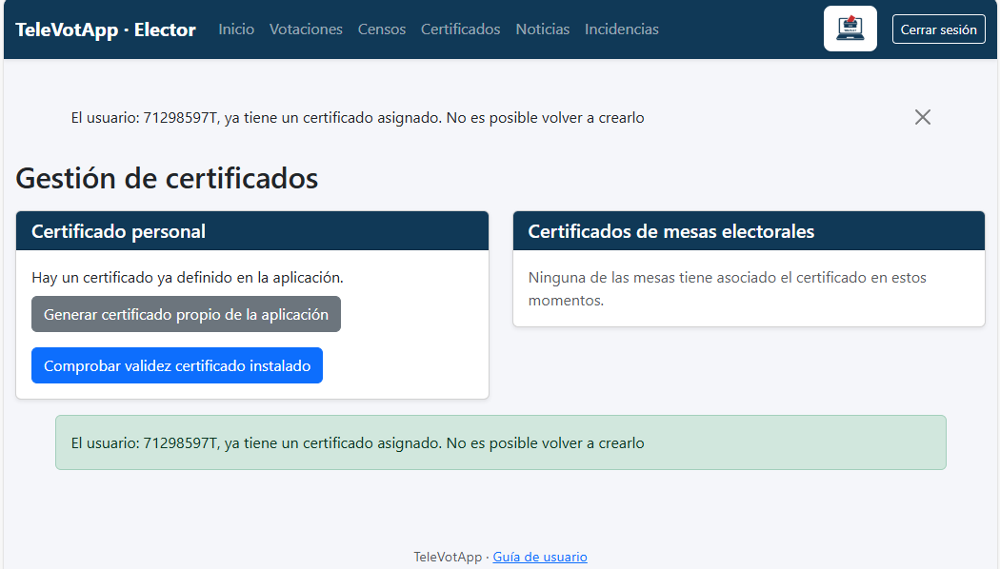 TeleVotApp · Elector Inicio Votaciones Censos Certificados Noticias Incidencias Cerrar sesión
El usuario: 71298597T, ya tiene un certificado asignado. No es posible volver a crearlo
Gestión de certificados
Certificado personal
Hay un certificado ya definido en la aplicación.
Generar certificado propio de la aplicación
Comprobar validez certificado instalado
Certificados de mesas electorales
Ninguna de las mesas tiene asociado el certificado en estos
momentos.
El usuario: 71298597T, ya tiene un certificado asignado. No es posible volver a crearlo
TeleVotApp · Guía de usuario